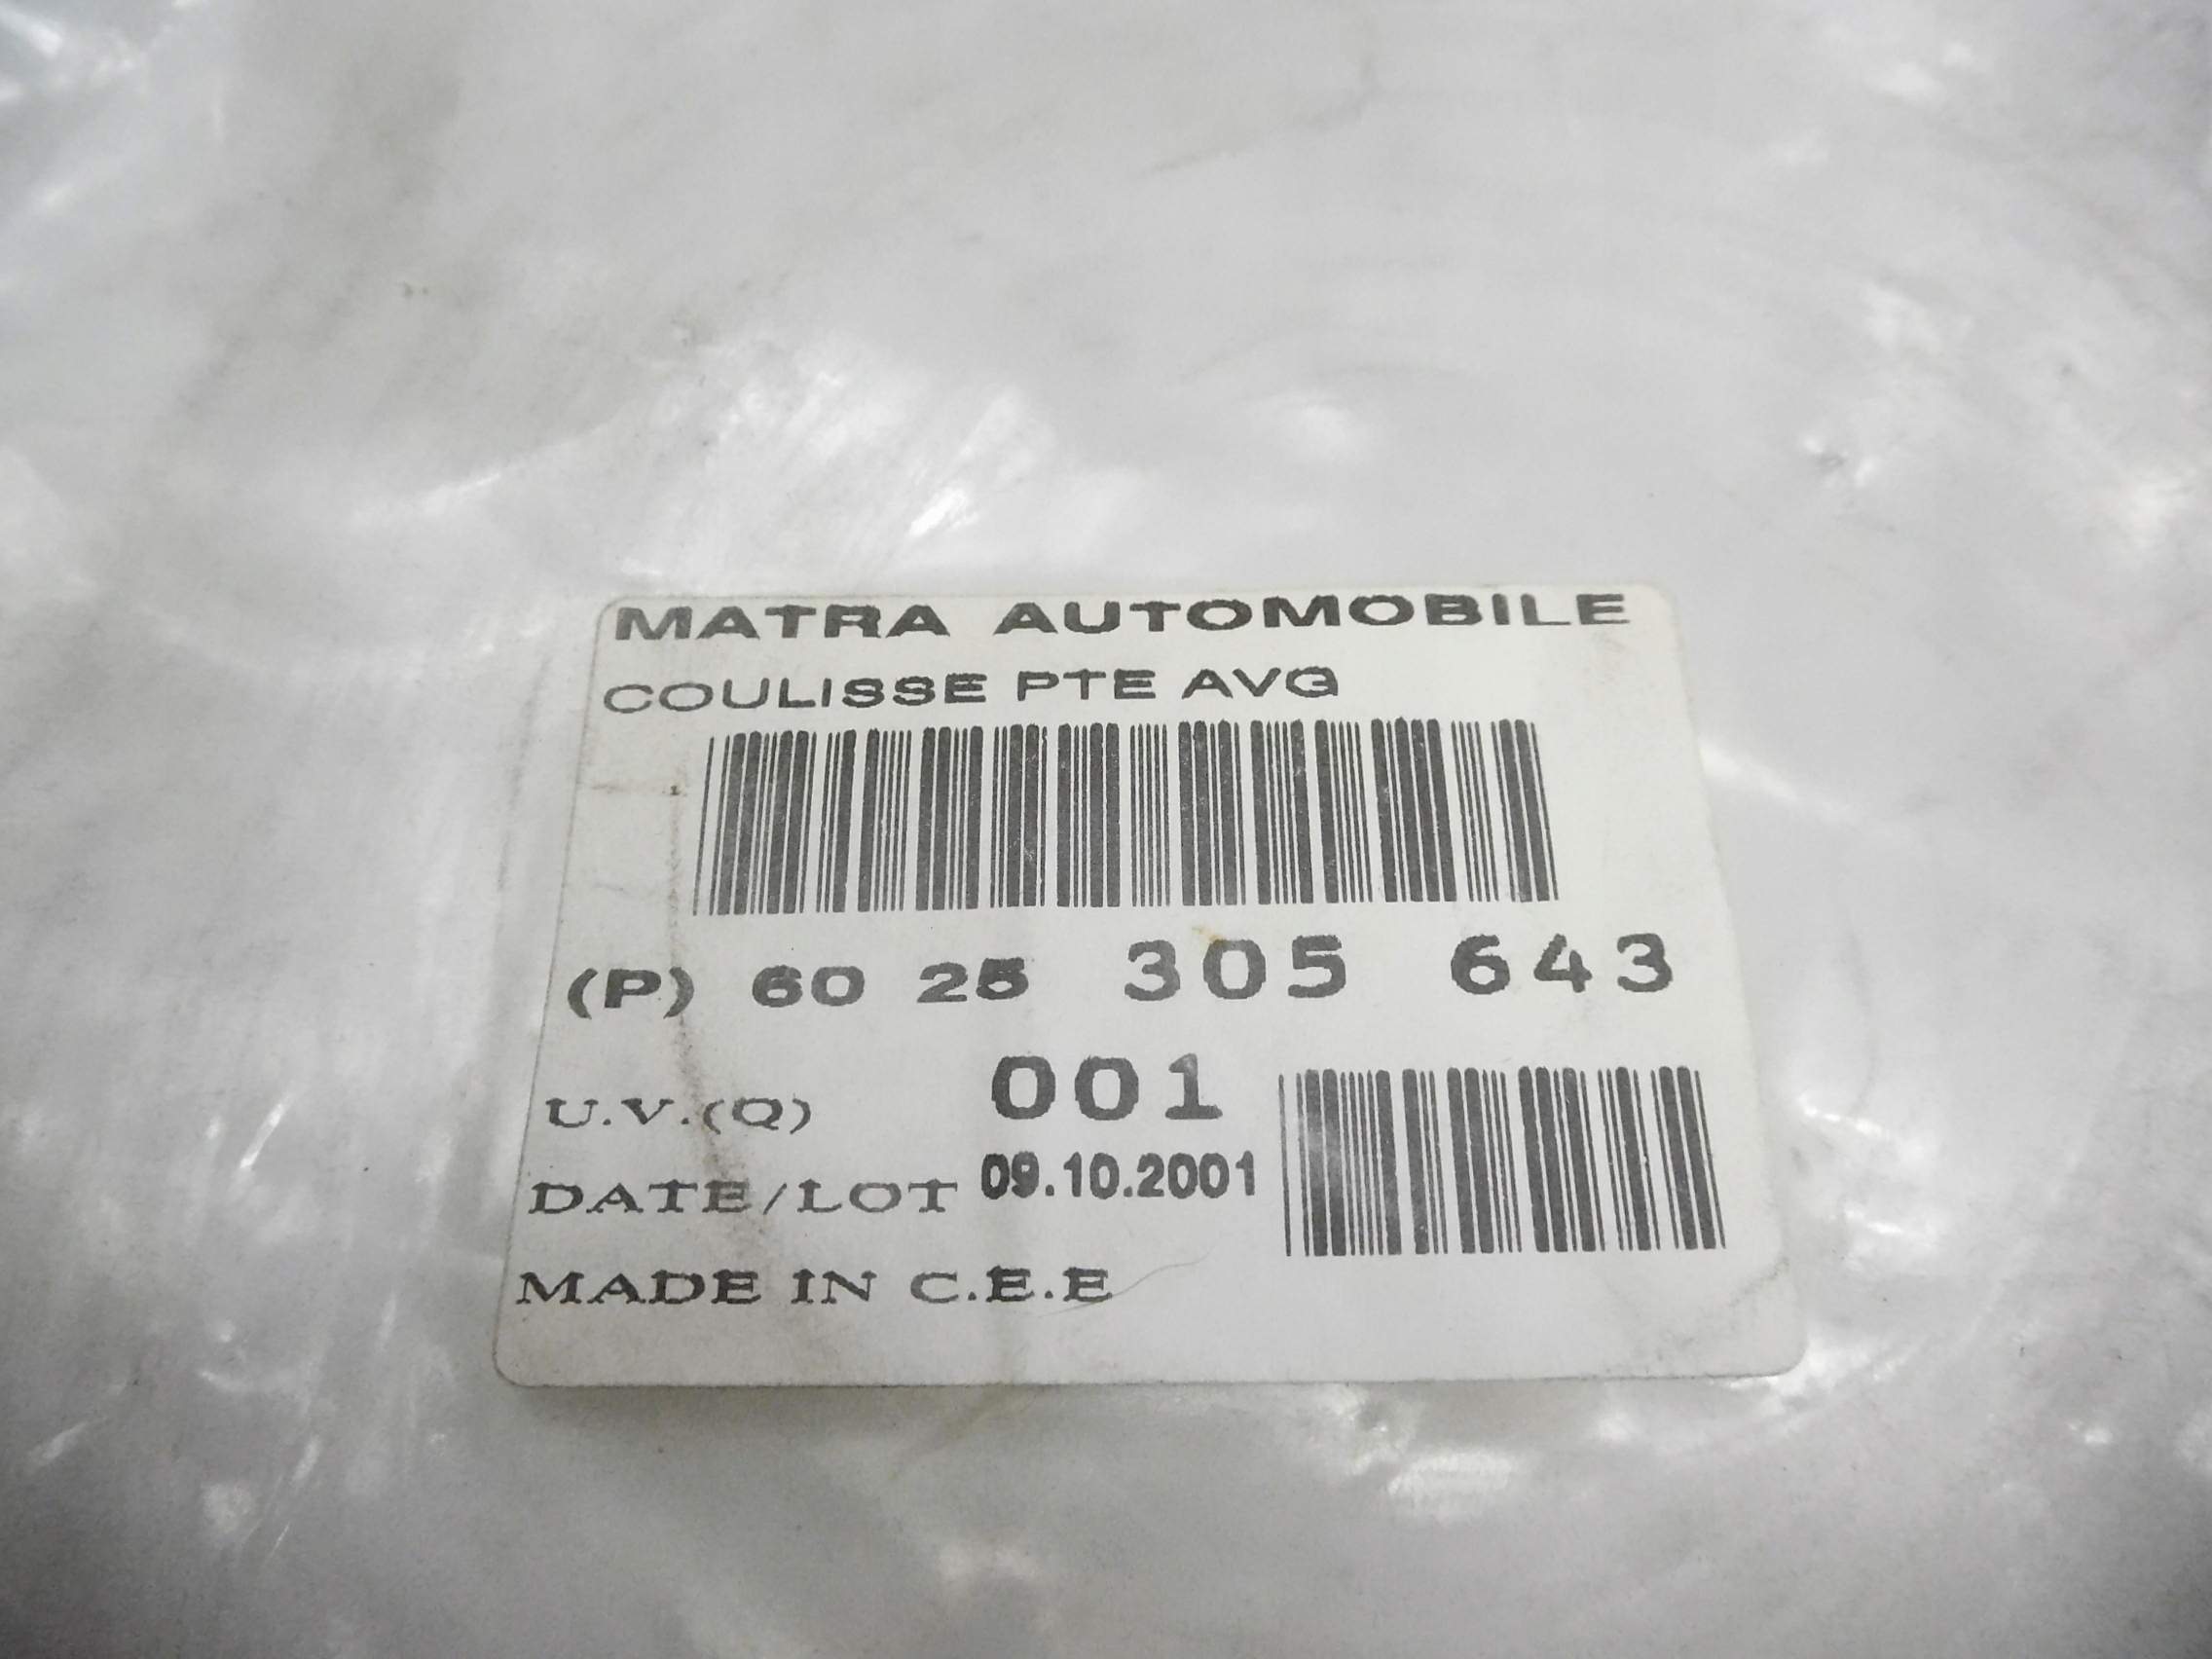 MATRA AUTOMOBILE
COULISSE PTE AVG
(P) 60 25 305 643
U.V.(Q) 001
DATE/LOT 09.10.2001
MADE IN C.E.E